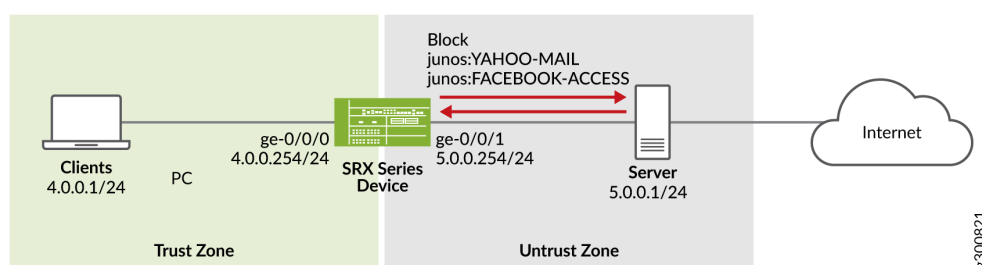 Block
junos:YAHOO-MAIL
junos:FACEBOOK-ACCESS
Internet
ge-0/0/0
4.0.0.254/24
ge-0/0/1
5.0.0.254/24
Clients
4.0.0.1/24
PC
SRX Series
Device
Server
5.0.0.1/24
Trust Zone
Untrust Zone